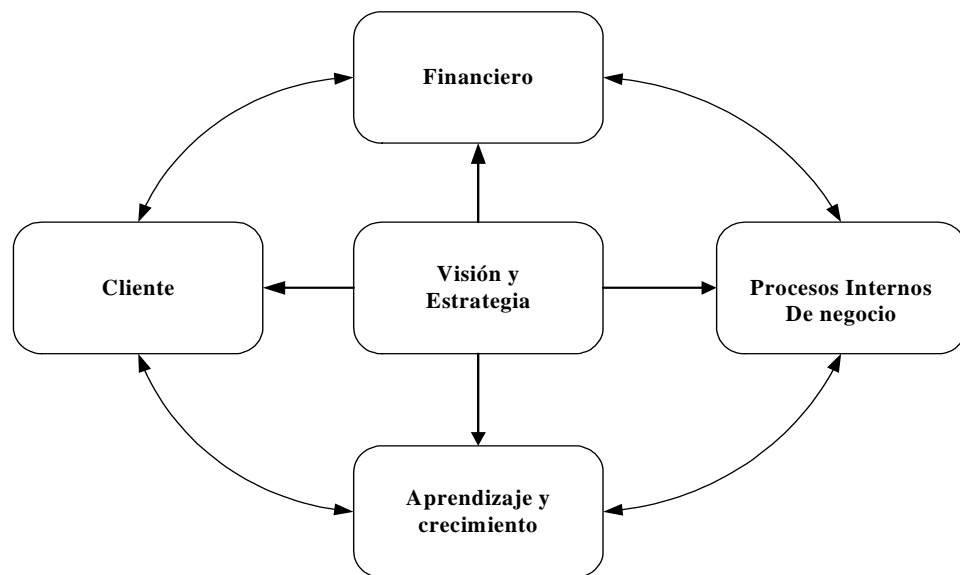 Financiero
Cliente
Visión y
Estrategia
Procesos Internos
De negocio
Aprendizaje y
crecimiento